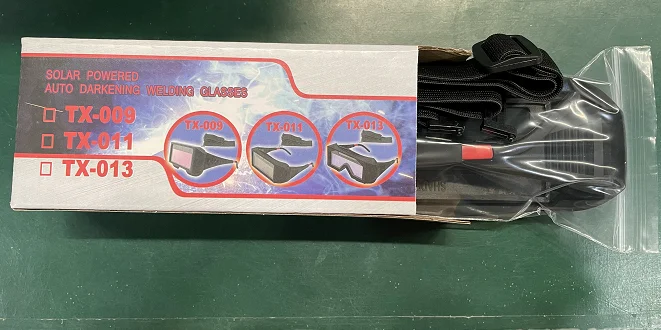 SOLAR POWERED
AUTO DARKENING WELDING GLASSES
TX-009
TX-011
TX-013
TX-009
TX-011
TX-013